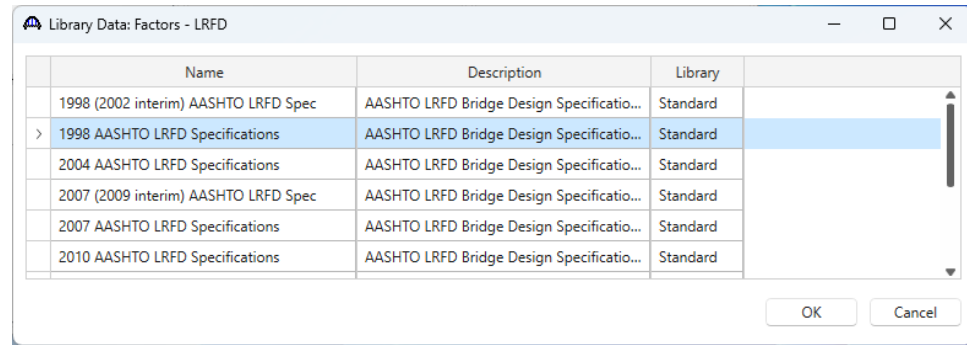 Library Data: Factors - LRFD
Name Description Library
1998 (2002 interim) AASHTO LRFD Spec AASHTO LRFD Bridge Design Specificatio... Standard
1998 AASHTO LRFD Specifications AASHTO LRFD Bridge Design Specificatio... Standard
2004 AASHTO LRFD Specifications AASHTO LRFD Bridge Design Specificatio... Standard
2007 (2009 interim) AASHTO LRFD Spec AASHTO LRFD Bridge Design Specificatio... Standard
2007 AASHTO LRFD Specifications AASHTO LRFD Bridge Design Specificatio... Standard
2010 AASHTO LRFD Specifications AASHTO LRFD Bridge Design Specificatio... Standard
OK Cancel